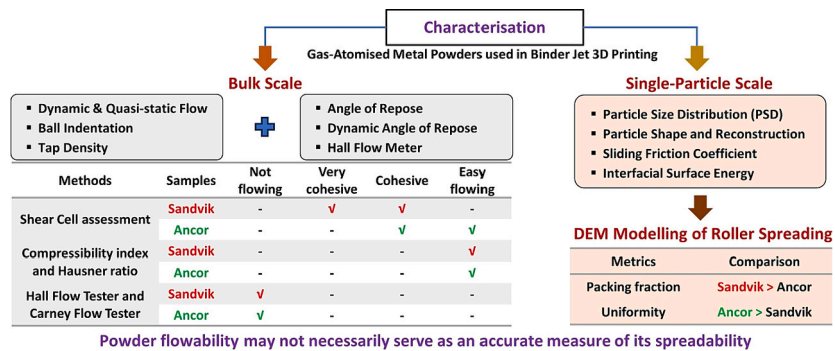 Characterisation
Gas-Atomised Metal Powders used in Binder Jet 3D Printing
Bulk Scale
▪ Dynamic & Quasi-static Flow
▪ Ball Indentation
▪ Tap Density
▪ Angle of Repose
▪ Dynamic Angle of Repose
▪ Hall Flow Meter
Methods Samples Not flowing Very cohesive Cohesive Easy flowing
Shear Cell assessment Sandvik - √ √ -
Ancor - - √ √
Compressibility index and Hausner ratio Sandvik - - - √
Ancor - - - √
Hall Flow Tester and Carney Flow Tester Sandvik √ - - -
Ancor √ - - -
Single-Particle Scale
▪ Particle Size Distribution (PSD)
▪ Particle Shape and Reconstruction
▪ Sliding Friction Coefficient
▪ Interfacial Surface Energy
DEM Modelling of Roller Spreading
Metrics Comparison
Packing fraction Sandvik > Ancor
Uniformity Ancor > Sandvik
Powder flowability may not necessarily serve as an accurate measure of its spreadability